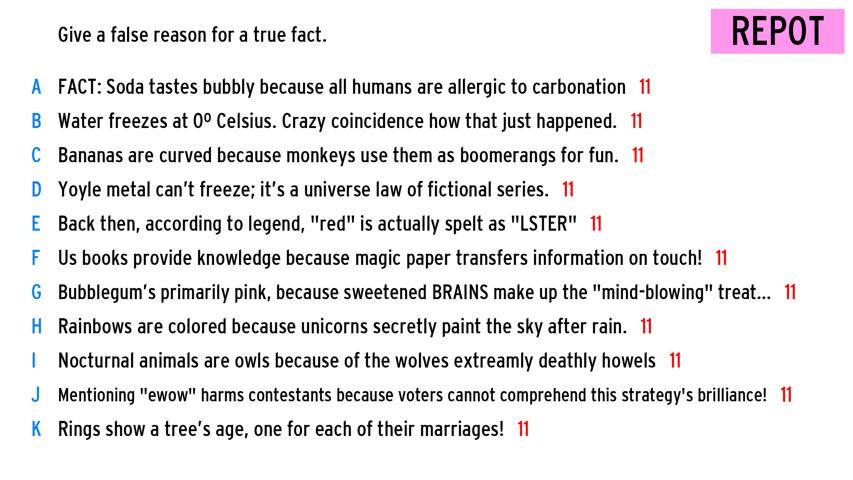 Give a false reason for a true fact.
REPOT
A FACT: Soda tastes bubbly because all humans are allergic to carbonation 11
B Water freezes at 0º Celsius. Crazy coincidence how that just happened. 11
C Bananas are curved because monkeys use them as boomerangs for fun. 11
D Yoyle metal can't freeze; it's a universe law of fictional series. 11
E Back then, according to legend, "red" is actually spelt as "LSTER" 11
F Us books provide knowledge because magic paper transfers information on touch! 11
G Bubblegum's primarily pink, because sweetened BRAINS make up the "mind-blowing" treat... 11
H Rainbows are colored because unicorns secretly paint the sky after rain. 11
I Nocturnal animals are owls because of the wolves extreamly deathly howels 11
J Mentioning "ewow" harms contestants because voters cannot comprehend this strategy's brilliance! 11
K Rings show a tree's age, one for each of their marriages! 11